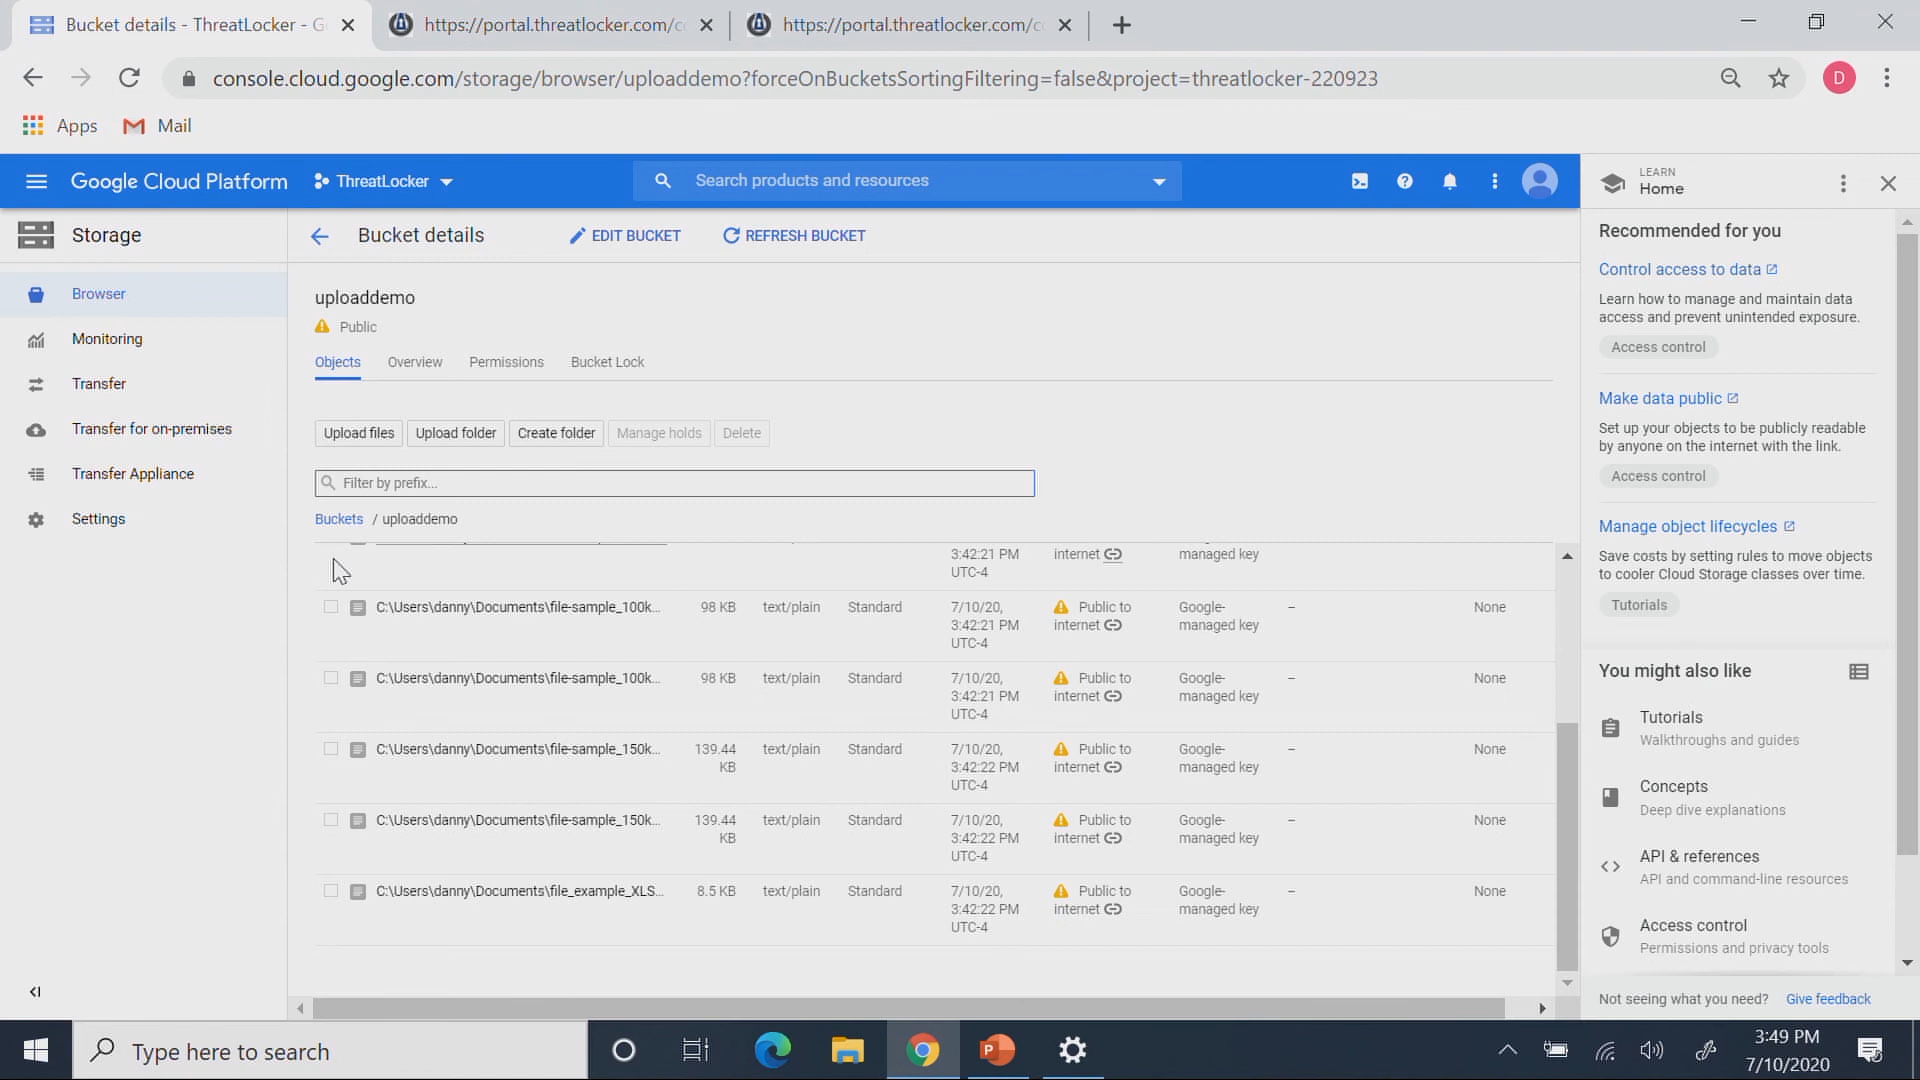 Bucket details - ThreatLocker - G
https://portal.threatlocker.com/c
https://portal.threatlocker.com/c
console.cloud.google.com/storage/browser/uploaddemo?forceOnBucketsSortingFiltering=false&project=threatlocker-220923
D
Apps
Mail
Google Cloud Platform
ThreatLocker
Search products and resources
LEARN
Home
Storage
Bucket details
EDIT BUCKET
REFRESH BUCKET
Browser
Monitoring
Transfer
Transfer for on-premises
Transfer Appliance
Settings
uploaddemo
Public
Objects Overview Permissions Bucket Lock
Upload files Upload folder Create folder Manage holds Delete
Filter by prefix...
Buckets / uploaddemo
3:42:21 PM internet managed key
UTC-4
C:\Users\danny\Documents\file-sample_100k... 98 KB text/plain Standard 7/10/20, Public to Google- – None
3:42:21 PM internet managed key
UTC-4
C:\Users\danny\Documents\file-sample_100k... 98 KB text/plain Standard 7/10/20, Public to Google- – None
3:42:21 PM internet managed key
UTC-4
C:\Users\danny\Documents\file-sample_150k... 139.44 text/plain Standard 7/10/20, Public to Google- – None
KB 3:42:22 PM internet managed key
UTC-4
C:\Users\danny\Documents\file-sample_150k... 139.44 text/plain Standard 7/10/20, Public to Google- – None
KB 3:42:22 PM internet managed key
UTC-4
C:\Users\danny\Documents\file_example_XLS... 8.5 KB text/plain Standard 7/10/20, Public to Google- – None
3:42:22 PM internet managed key
UTC-4
Recommended for you
Control access to data
Learn how to manage and maintain data
access and prevent unintended exposure.
Access control
Make data public
Set up your objects to be publicly readable
by anyone on the internet with the link.
Access control
Manage object lifecycles
Save costs by setting rules to move objects
to cooler Cloud Storage classes over time.
Tutorials
You might also like
Tutorials
Walkthroughs and guides
Concepts
Deep dive explanations
API & references
API and command-line resources
Access control
Permissions and privacy tools
Not seeing what you need? Give feedback
Type here to search
P
3:49 PM
7/10/2020